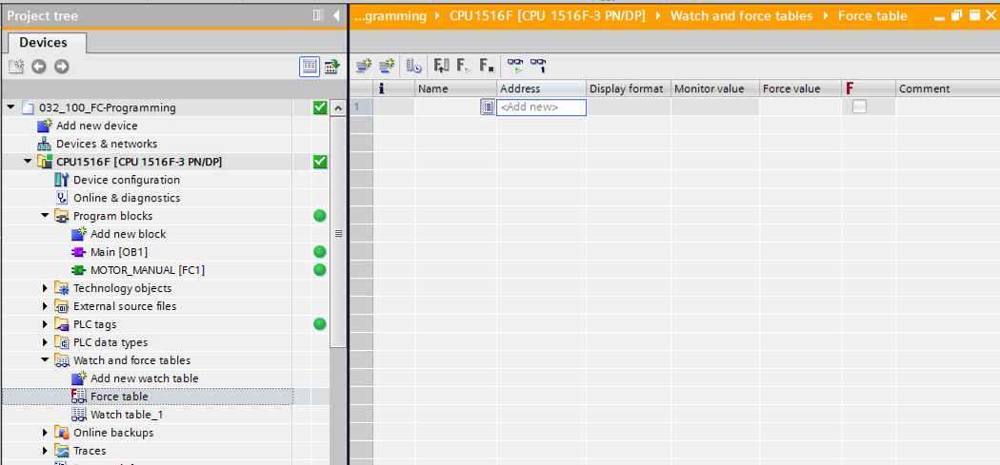 Project tree
...gramming CPU1516F [CPU 1516F-3 PN/DP] Watch and force tables Force table
Devices
i Name Address Display format Monitor value Force value F Comment
1 <Add new>
032_100_FC-Programming
Add new device
Devices & networks
CPU1516F [CPU 1516F-3 PN/DP]
Device configuration
Online & diagnostics
Program blocks
Add new block
Main [OB1]
MOTOR_MANUAL [FC1]
Technology objects
External source files
PLC tags
PLC data types
Watch and force tables
Add new watch table
Force table
Watch table_1
Online backups
Traces